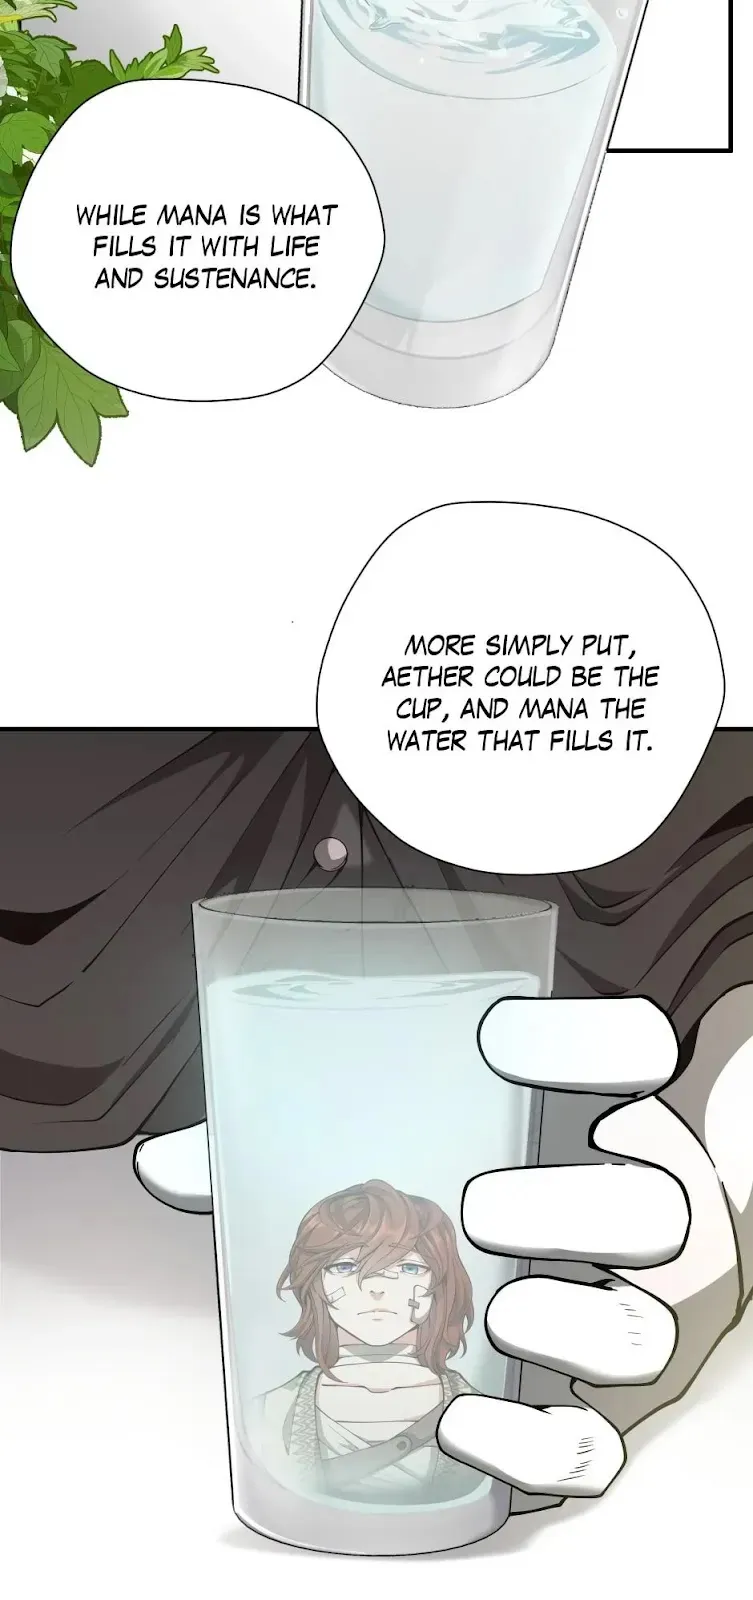 WHILE MANA IS WHAT
FILLS IT WITH LIFE
AND SUSTENANCE.
MORE SIMPLY PUT,
AETHER COULD BE THE
CUP, AND MANA THE
WATER THAT FILLS IT.